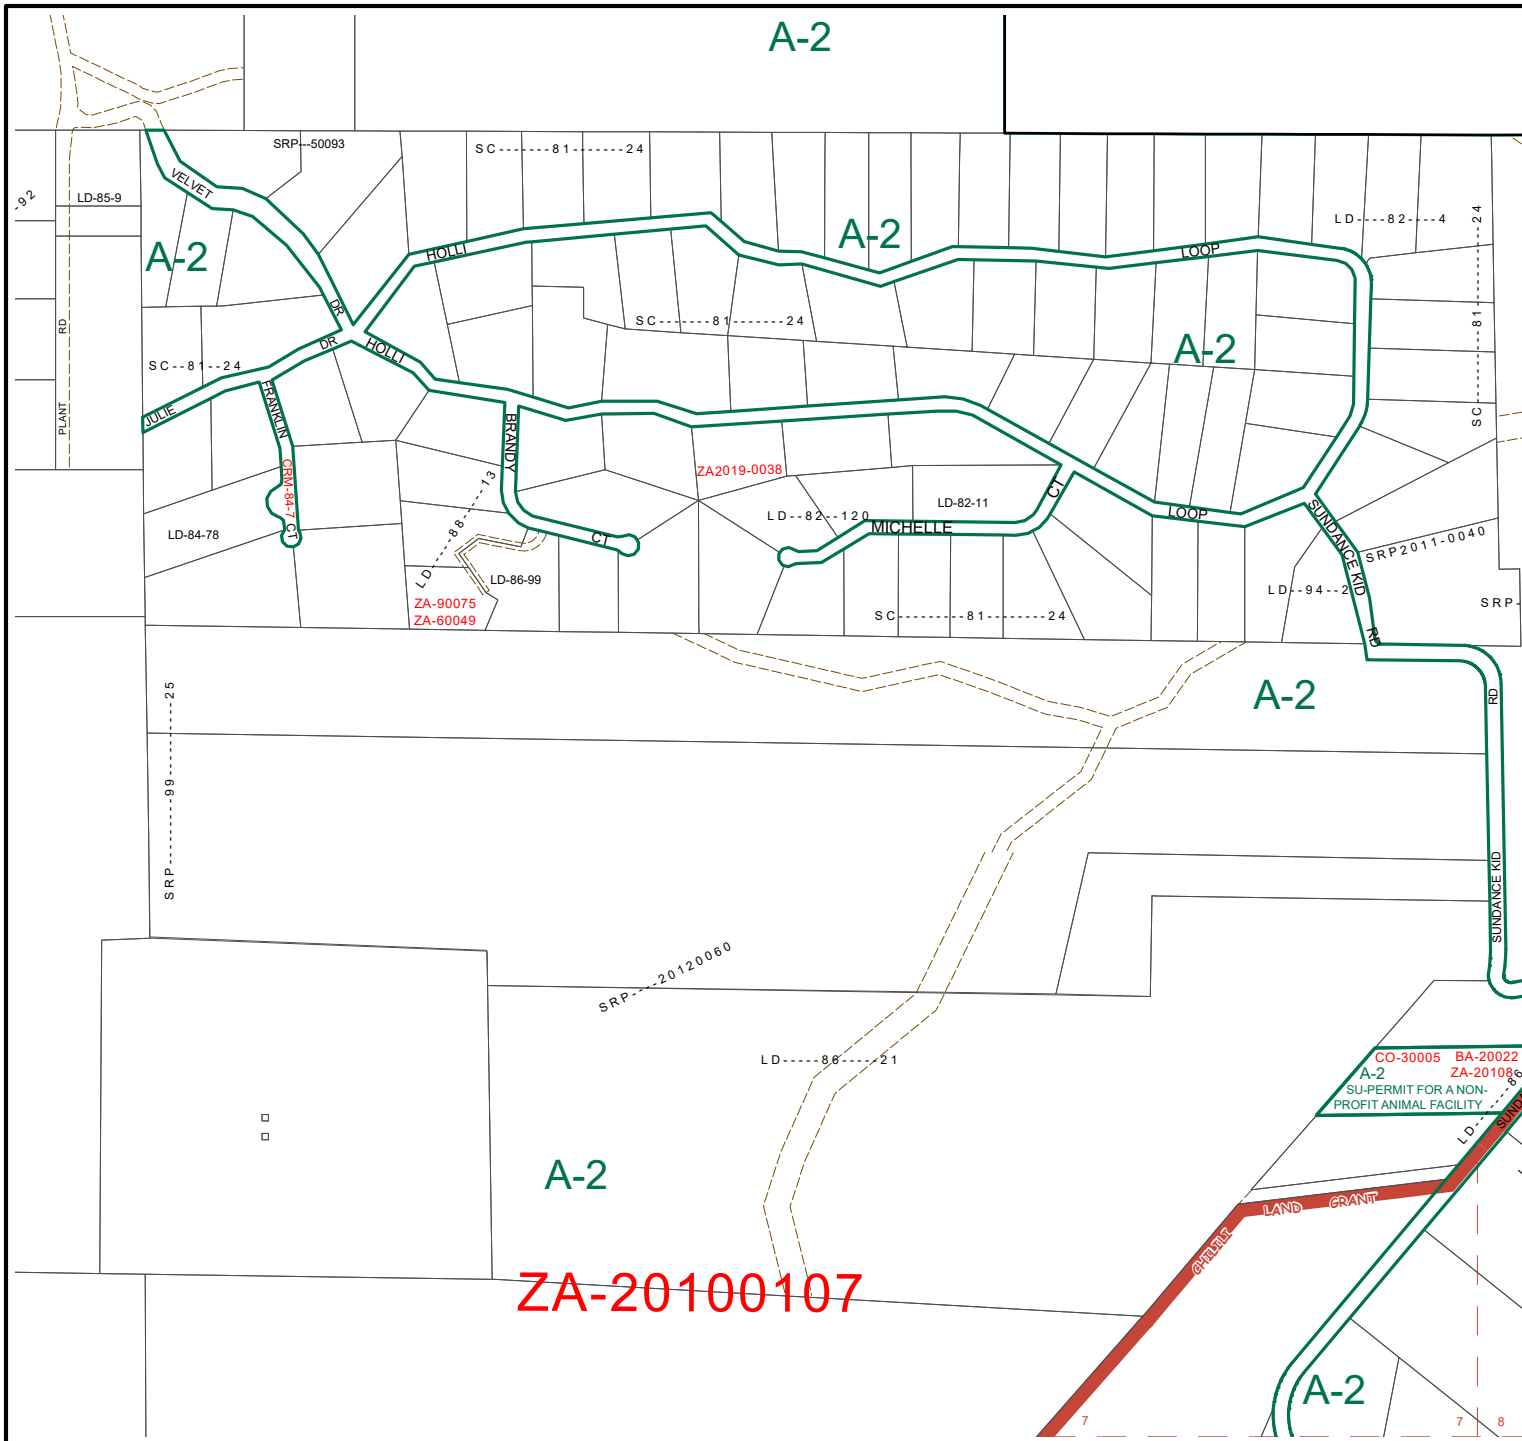 A-2
SRP---50093
SC-------81-------24
VELVET
--92
LD-85-9
LD----82----4
SC------81--------24
A-2
A-2
HOLLI
LOOP
DR
SC-------81--------24
PLANT RD
DR
HOLLI
A-2
SC---81---24
FRANKLIN
JULIE
BRANDY
CRM-84-7
ZA2019-0038
LD------88------13
LD-82-11
CT
LD---82---120
MICHELLE
LOOP
SUNDANCE KID
LD-84-78
CT
CT
SRP2011-0040
LD-86-99
LD---94---2
ZA-90075
ZA-60049
SC--------81--------24
SRP-
RD
A-2
RD
SRP------99---------25
SUNDANCE KID
SRP-----20120060
LD------86------21
CO-30005 BA-20022
A-2 ZA-20108
SU-PERMIT FOR A NON-
PROFIT ANIMAL FACILITY
LD------86
SUND
A-2
LAND GRANT
CHILILI
ZA-20100107
A-2
7
7 8